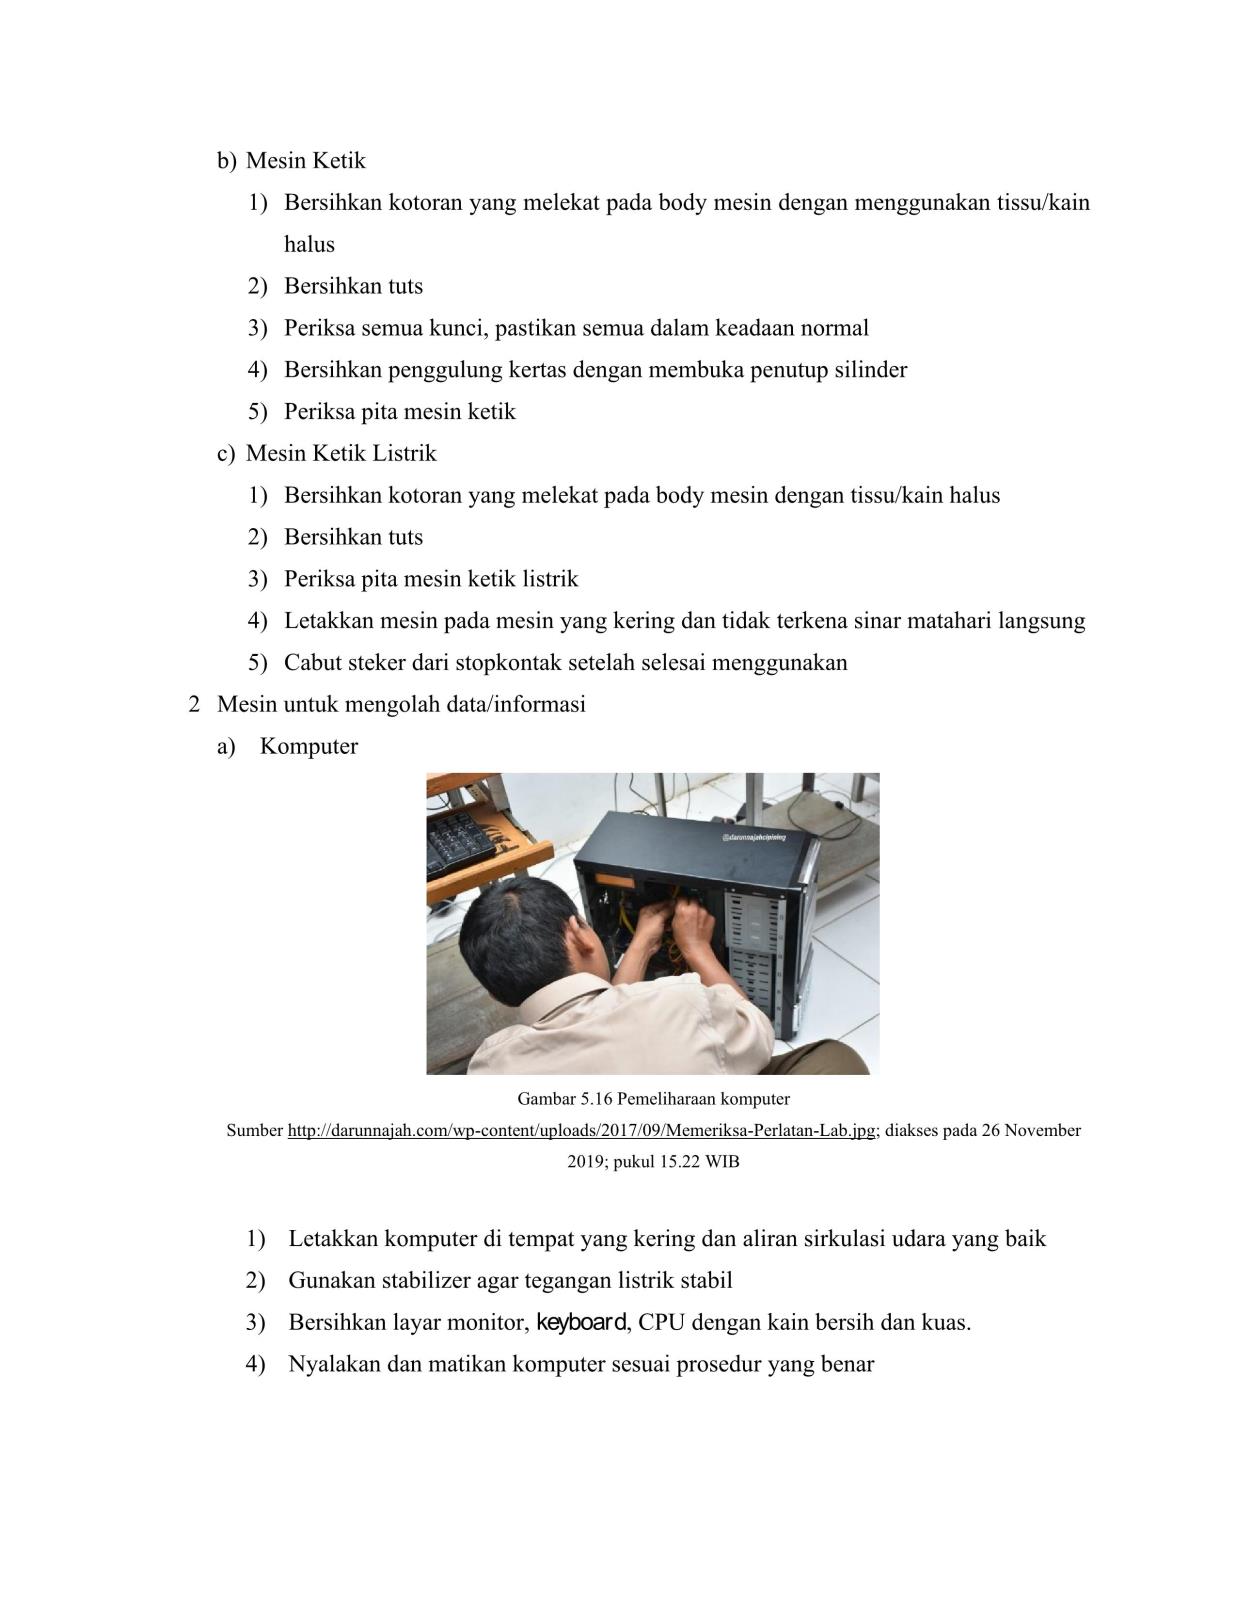 b) Mesin Ketik
1) Bersihkan kotoran yang melekat pada body mesin dengan menggunakan tissu/kain
halus
2) Bersihkan tuts
3) Periksa semua kunci, pastikan semua dalam keadaan normal
4) Bersihkan penggulung kertas dengan membuka penutup silinder
5) Periksa pita mesin ketik
c) Mesin Ketik Listrik
1) Bersihkan kotoran yang melekat pada body mesin dengan tissu/kain halus
2) Bersihkan tuts
3) Periksa pita mesin ketik listrik
4) Letakkan mesin pada mesin yang kering dan tidak terkena sinar matahari langsung
5) Cabut steker dari stopkontak setelah selesai menggunakan
2 Mesin untuk mengolah data/informasi
a) Komputer
@darunnajahcipining
Gambar 5.16 Pemeliharaan komputer
Sumber http://darunnajah.com/wp-content/uploads/2017/09/Memeriksa-Perlatan-Lab.jpg; diakses pada 26 November
2019; pukul 15.22 WIB
1) Letakkan komputer di tempat yang kering dan aliran sirkulasi udara yang baik
2) Gunakan stabilizer agar tegangan listrik stabil
3) Bersihkan layar monitor, keyboard, CPU dengan kain bersih dan kuas.
4) Nyalakan dan matikan komputer sesuai prosedur yang benar